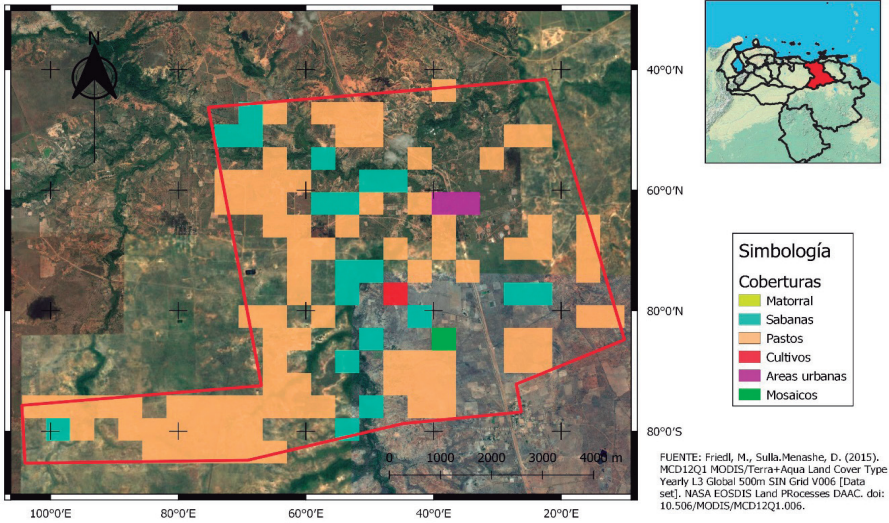 40°0'N
60°0'N
80°0'N
80°0'S
100°0'E
80°0'E
60°0'E
40°0'E
20°0'E
0 1000 2000 3000 4000 m
Simbología
Coberturas
Matorral
Sabanas
Pastos
Cultivos
Areas urbanas
Mosaicos
FUENTE: Friedl, M., Sulla.Menashe, D. (2015).
MCD12Q1 MODIS/Terra+Aqua Land Cover Type
Yearly L3 Global 500m SIN Grid V006 [Data
set]. NASA EOSDIS Land PRocesses DAAC. doi:
10.506/MODIS/MCD12Q1.006.